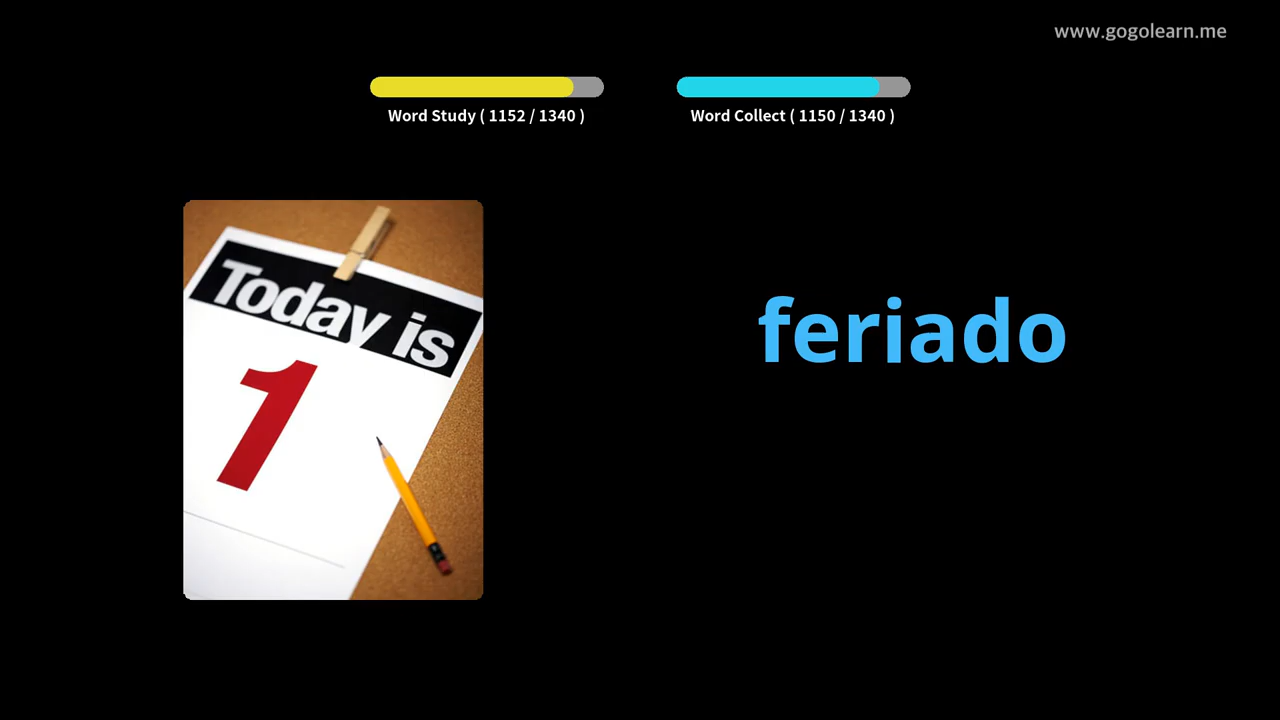 www.gogolearn.me
Word Study ( 1152 / 1340 )
Word Collect ( 1150 / 1340 )
Today is
1
feriado